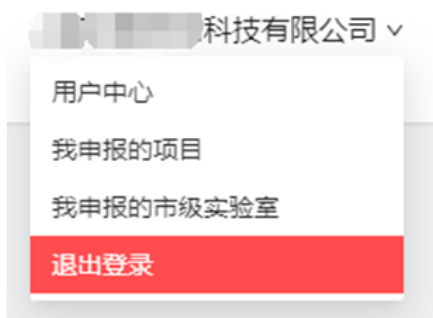 科技有限公司
用户中心
我申报的项目
我申报的市级实验室
退出登录